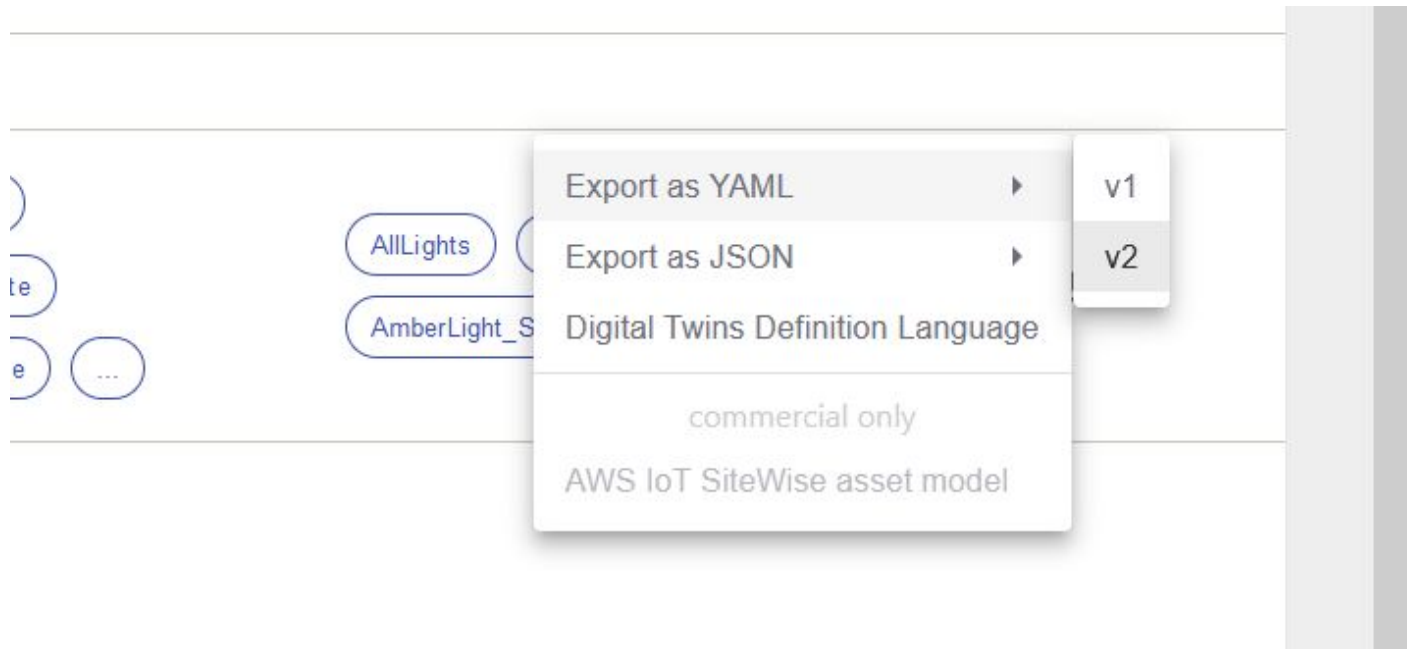 Export as YAML
v1
AllLights
Export as JSON
v2
te
AmberLight_S
Digital Twins Definition Language
e
...
commercial only
AWS IoT SiteWise asset model